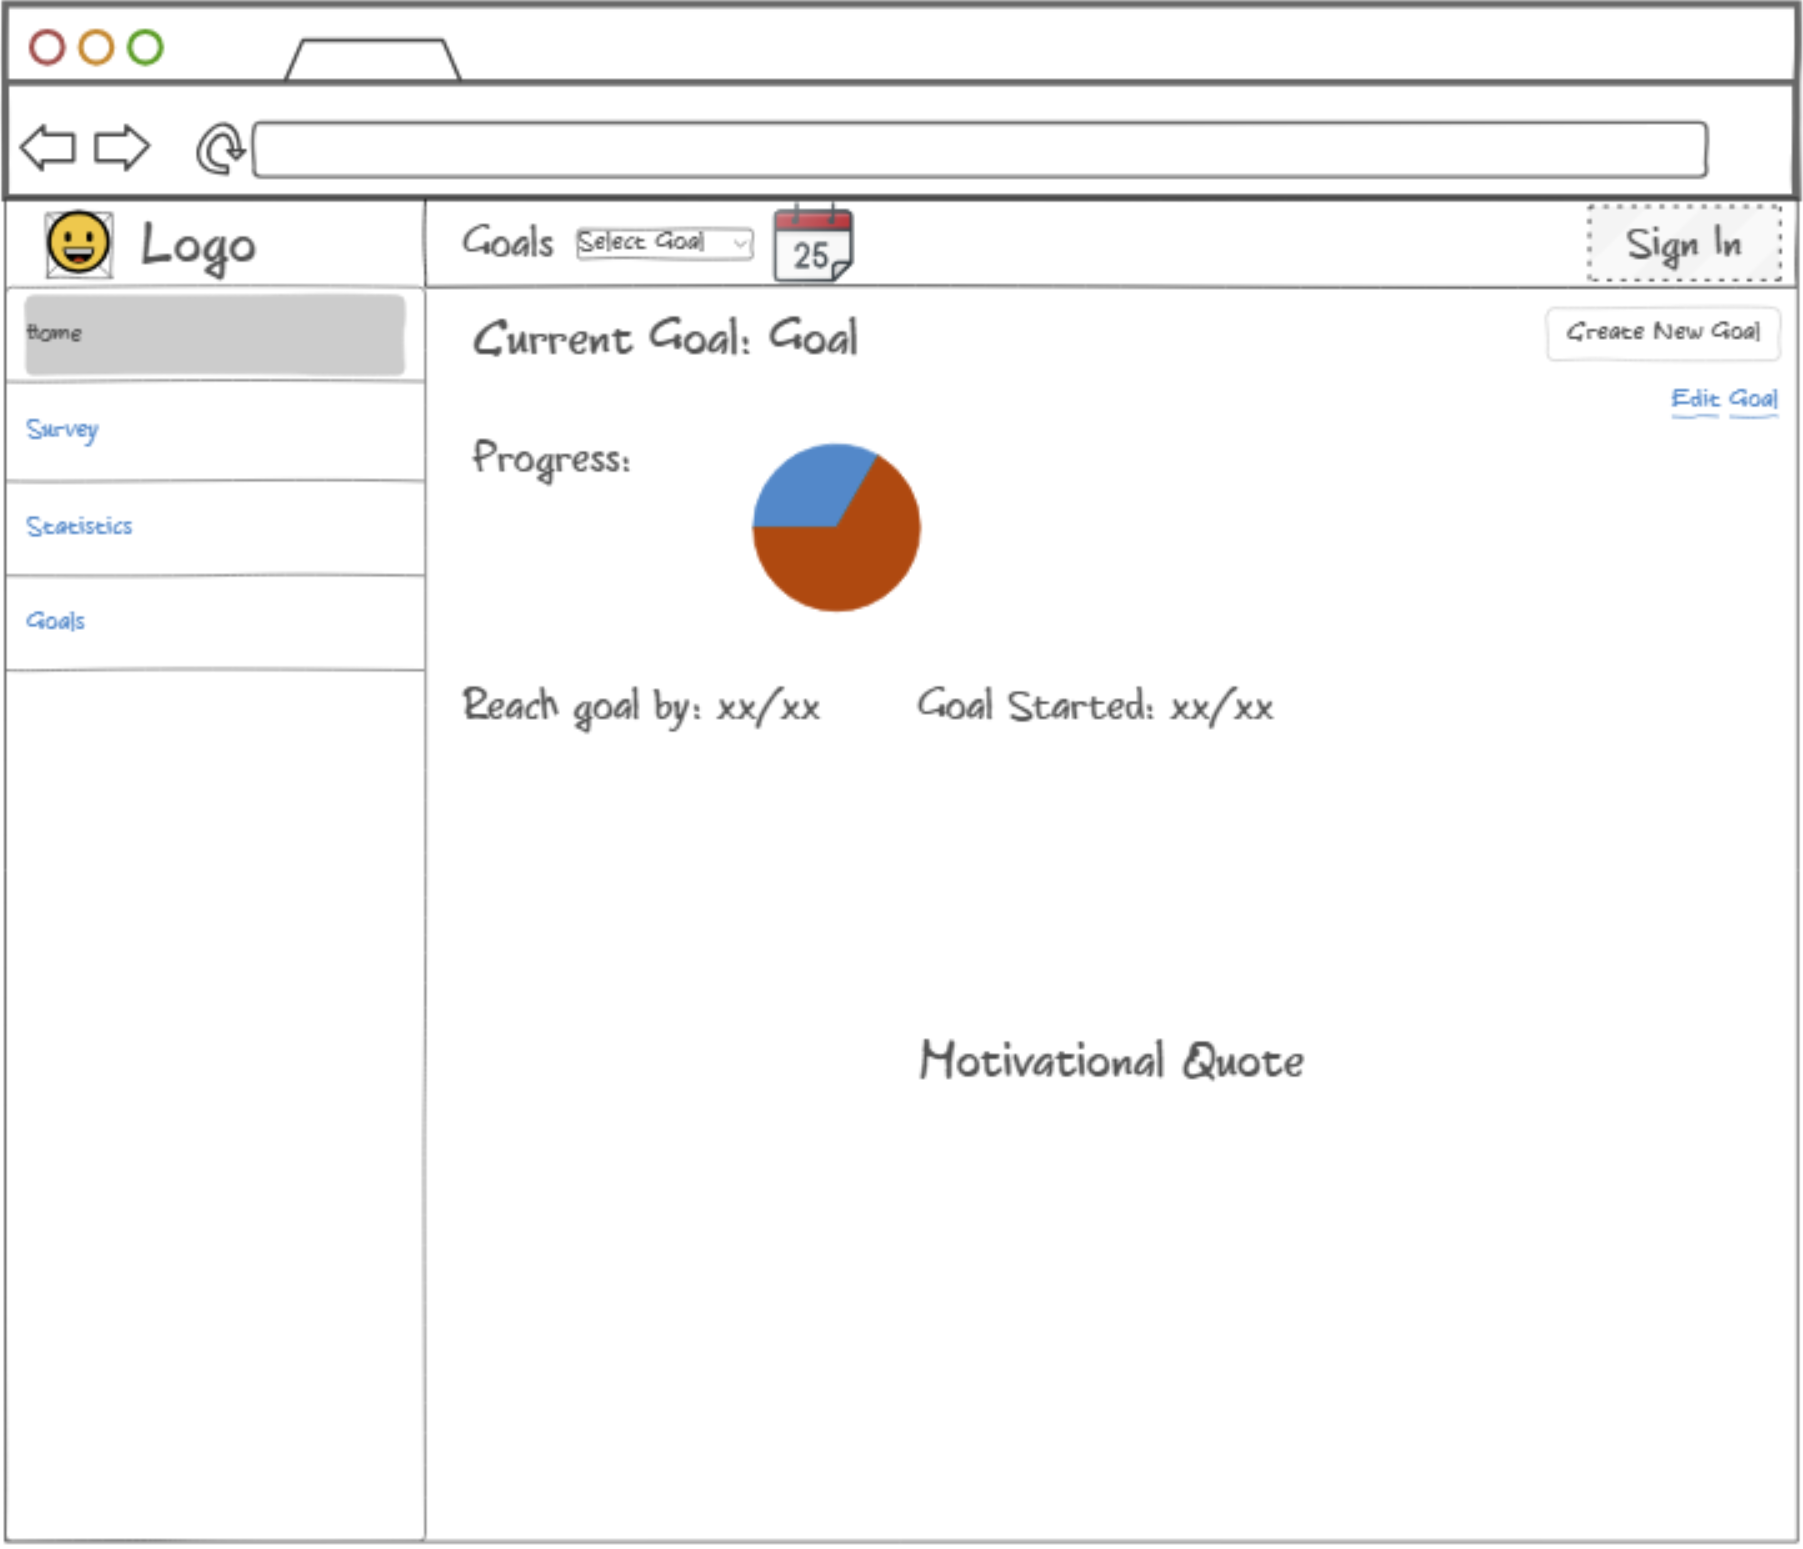 Logo
Goals Select Goal 25 Sign In
Home
Survey
Statistics
Goals
Current Goal: Goal
Create New Goal
Edit Goal
Progress:
Reach goal by: xx/xx
Goal Started: xx/xx
Motivational Quote